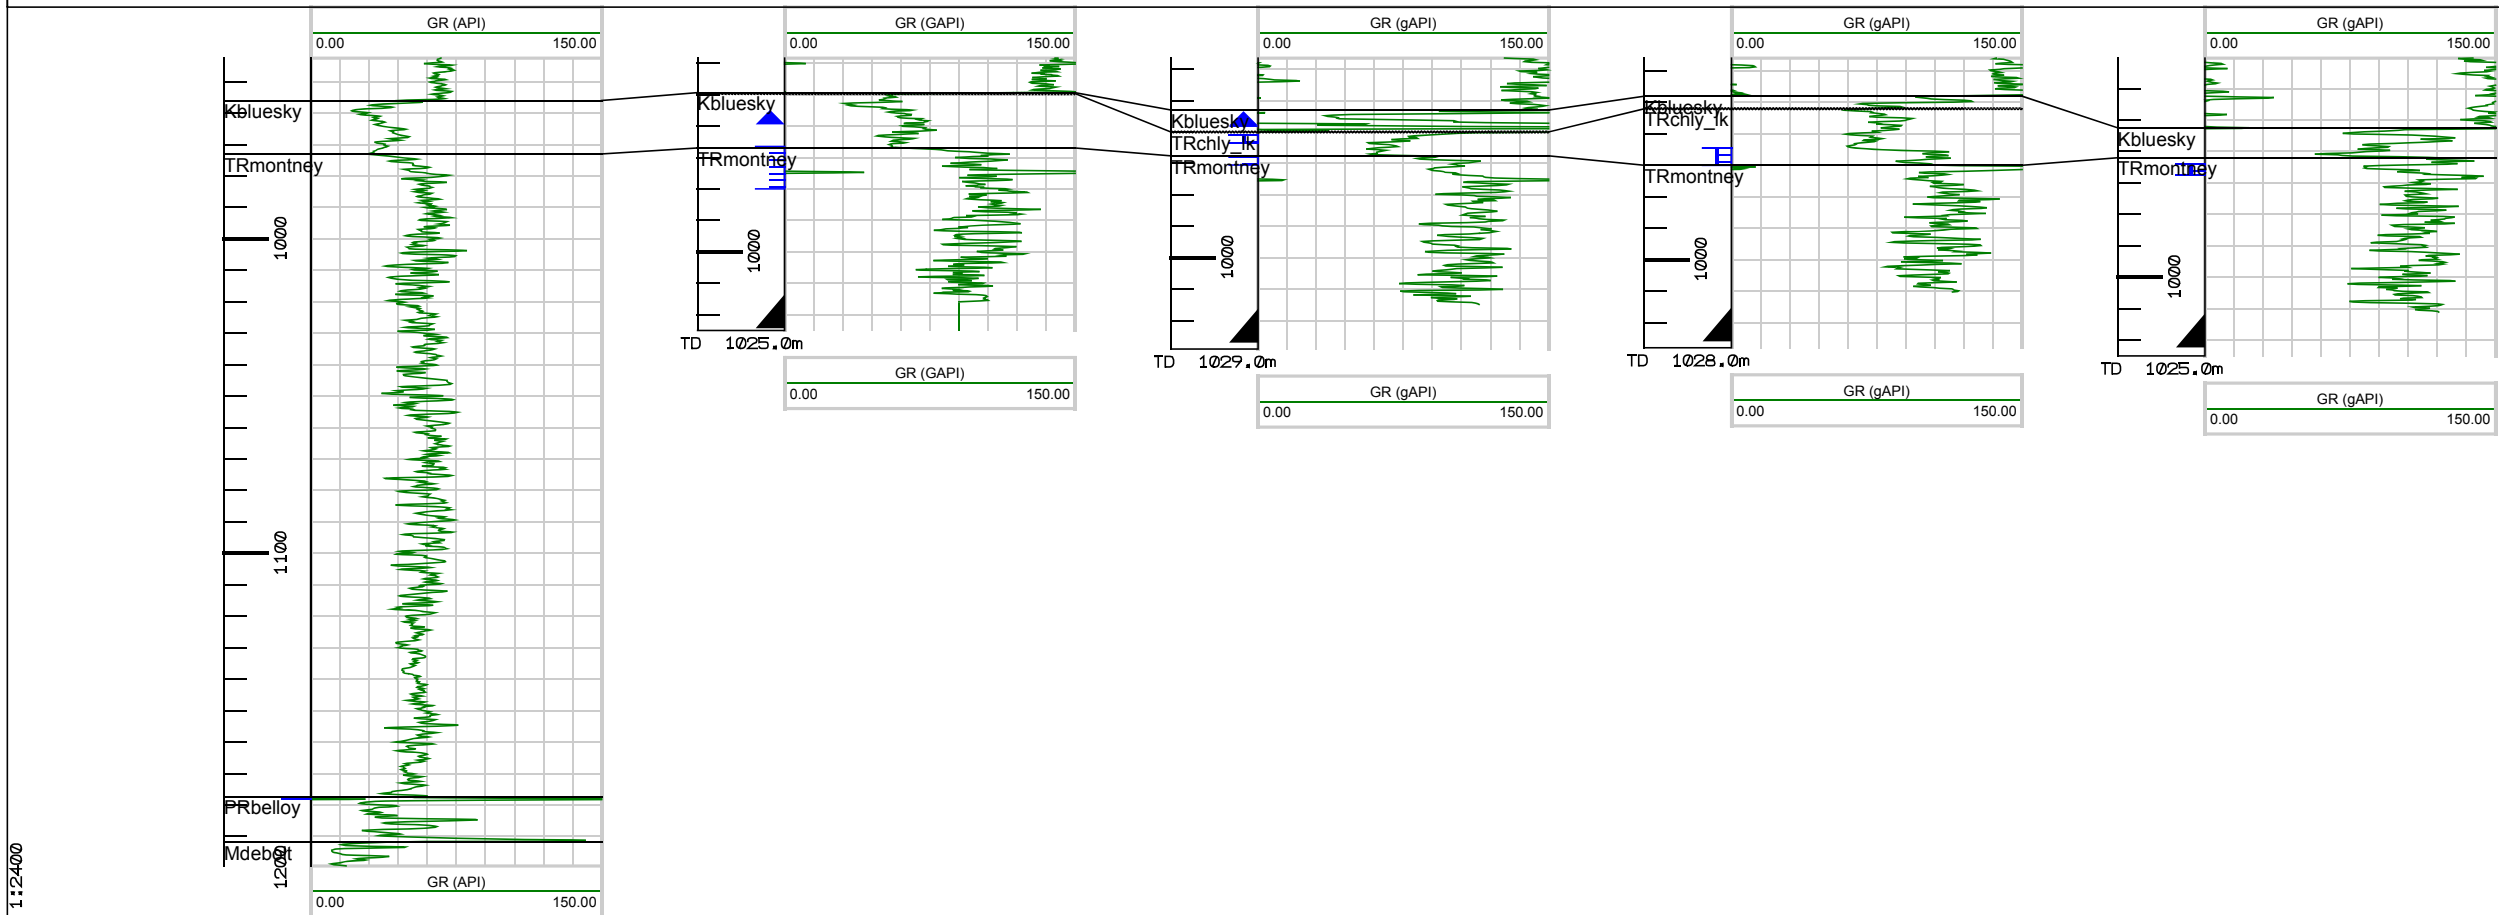 GR (API)
0.00 150.00
GR (GAPI)
0.00 150.00
GR (gAPI)
0.00 150.00
GR (gAPI)
0.00 150.00
GR (gAPI)
0.00 150.00
Kbluesky
TRmontney
1000
1100
PRbelloy
Mdebolt
1200
GR (API)
0.00 150.00
Kbluesky
TRmontney
1000
TD 1025.0m
GR (GAPI)
0.00 150.00
Kbluesky
TRchly_lk
TRmontney
1000
TD 1029.0m
GR (gAPI)
0.00 150.00
Kbluesky
TRchly_lk
TRmontney
1000
TD 1028.0m
GR (gAPI)
0.00 150.00
Kbluesky
TRmontney
1000
TD 1025.0m
GR (gAPI)
0.00 150.00
1:2400